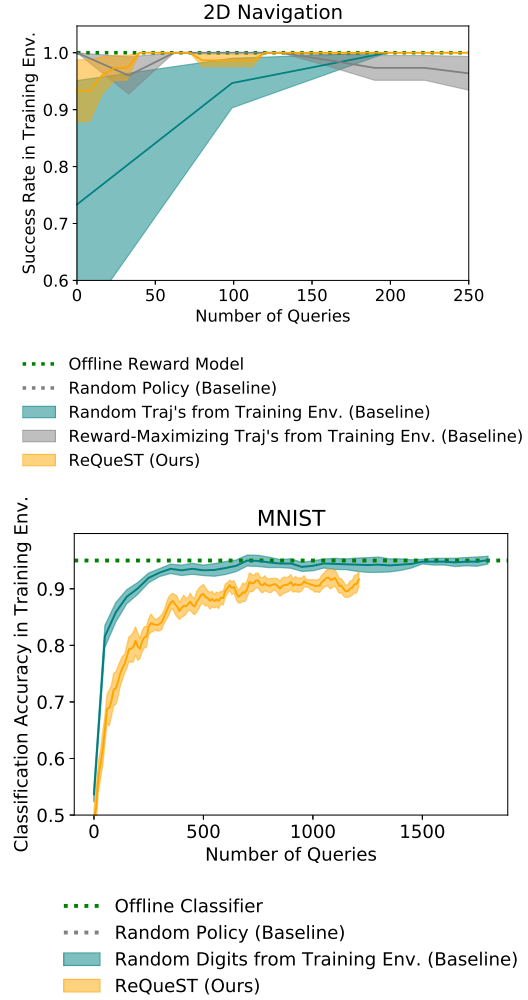 2D Navigation
Success Rate in Training Env.
1.0
0.9
0.8
0.7
0.6
0 50 100 150 200 250
Number of Queries
Offline Reward Model
Random Policy (Baseline)
Random Traj's from Training Env. (Baseline)
Reward-Maximizing Traj's from Training Env. (Baseline)
ReQueST (Ours)
MNIST
Classification Accuracy in Training Env.
0.9
0.8
0.7
0.6
0.5
0 500 1000 1500
Number of Queries
Offline Classifier
Random Policy (Baseline)
Random Digits from Training Env. (Baseline)
ReQueST (Ours)